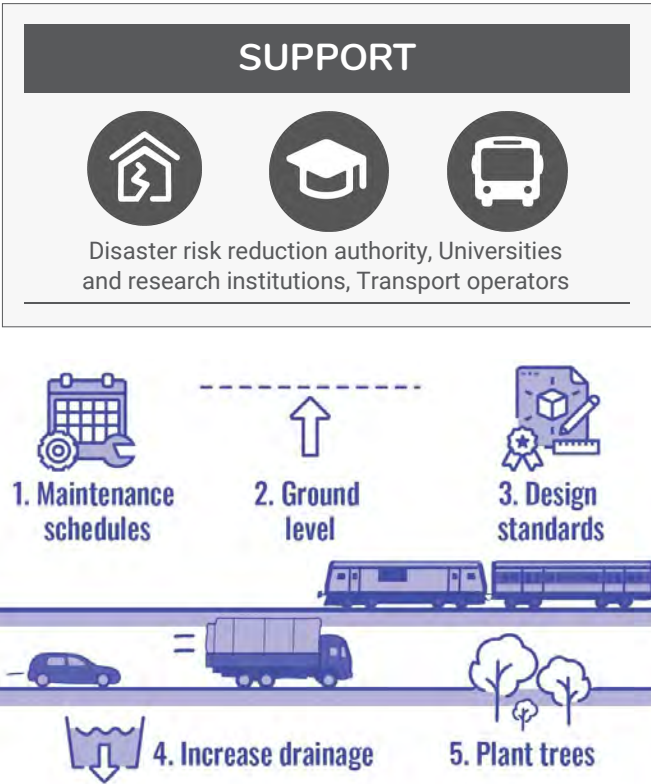 SUPPORT
Disaster risk reduction authority, Universities
and research institutions, Transport operators
1. Maintenance
schedules
2. Ground
level
3. Design
standards
4. Increase drainage
5. Plant trees